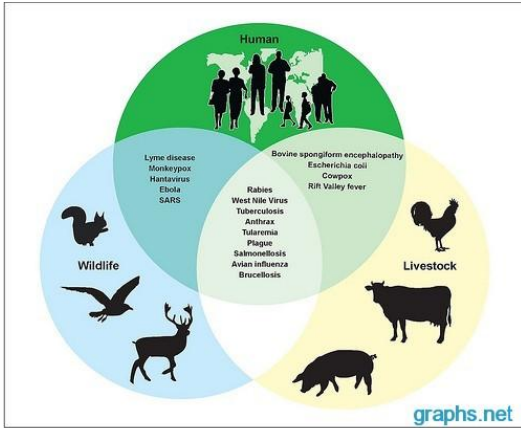 Human
Lyme disease
Monkeypox
Hantavirus
Ebola
SARS
Bovine spongiform encephalopathy
Escherichia coli
Cowpox
Rift Valley fever
Rabies
West Nile Virus
Tuberculosis
Anthrax
Tularemia
Plague
Salmonellosis
Avian influenza
Brucellosis
Wildlife
Livestock
graphs.net